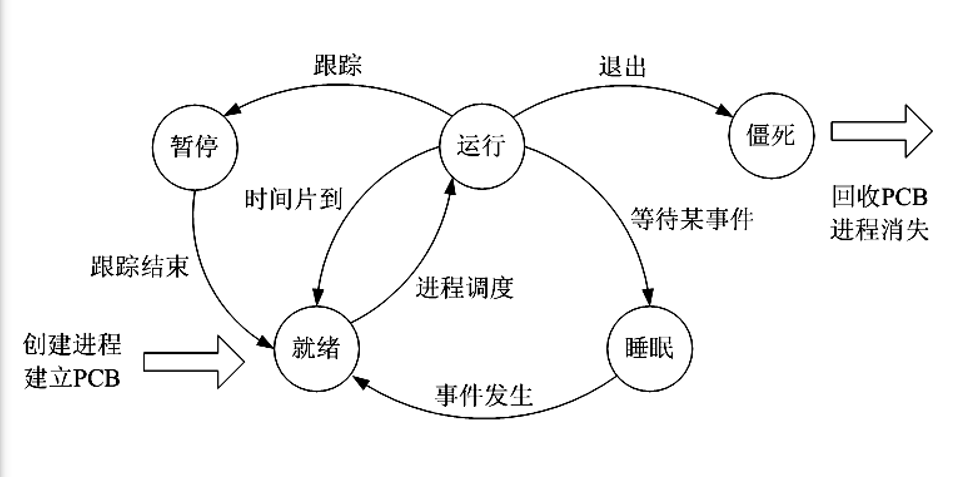 跟踪
退出
暂停
运行
僵死
时间片到
等待某事件
回收PCB
进程消失
跟踪结束
进程调度
创建进程
建立PCB
就绪
睡眠
事件发生